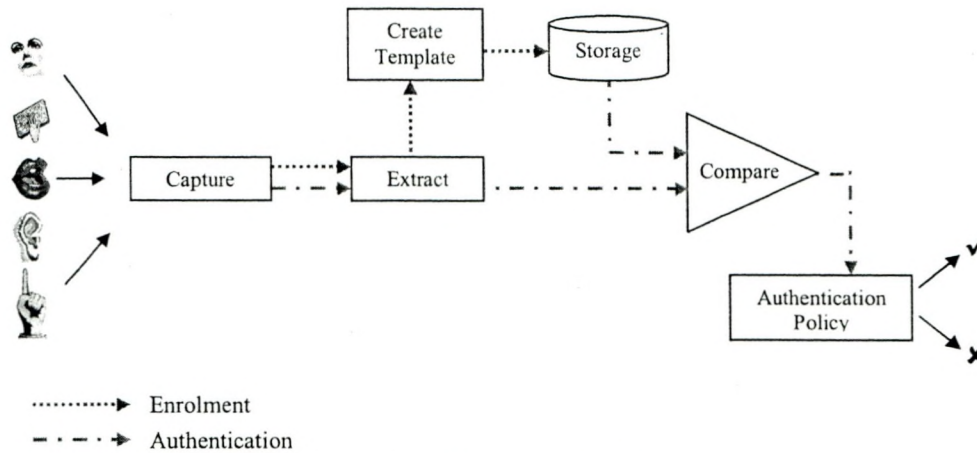 Create
Template
Storage
Capture
Extract
Compare
Authentication
Policy
Enrolment
Authentication